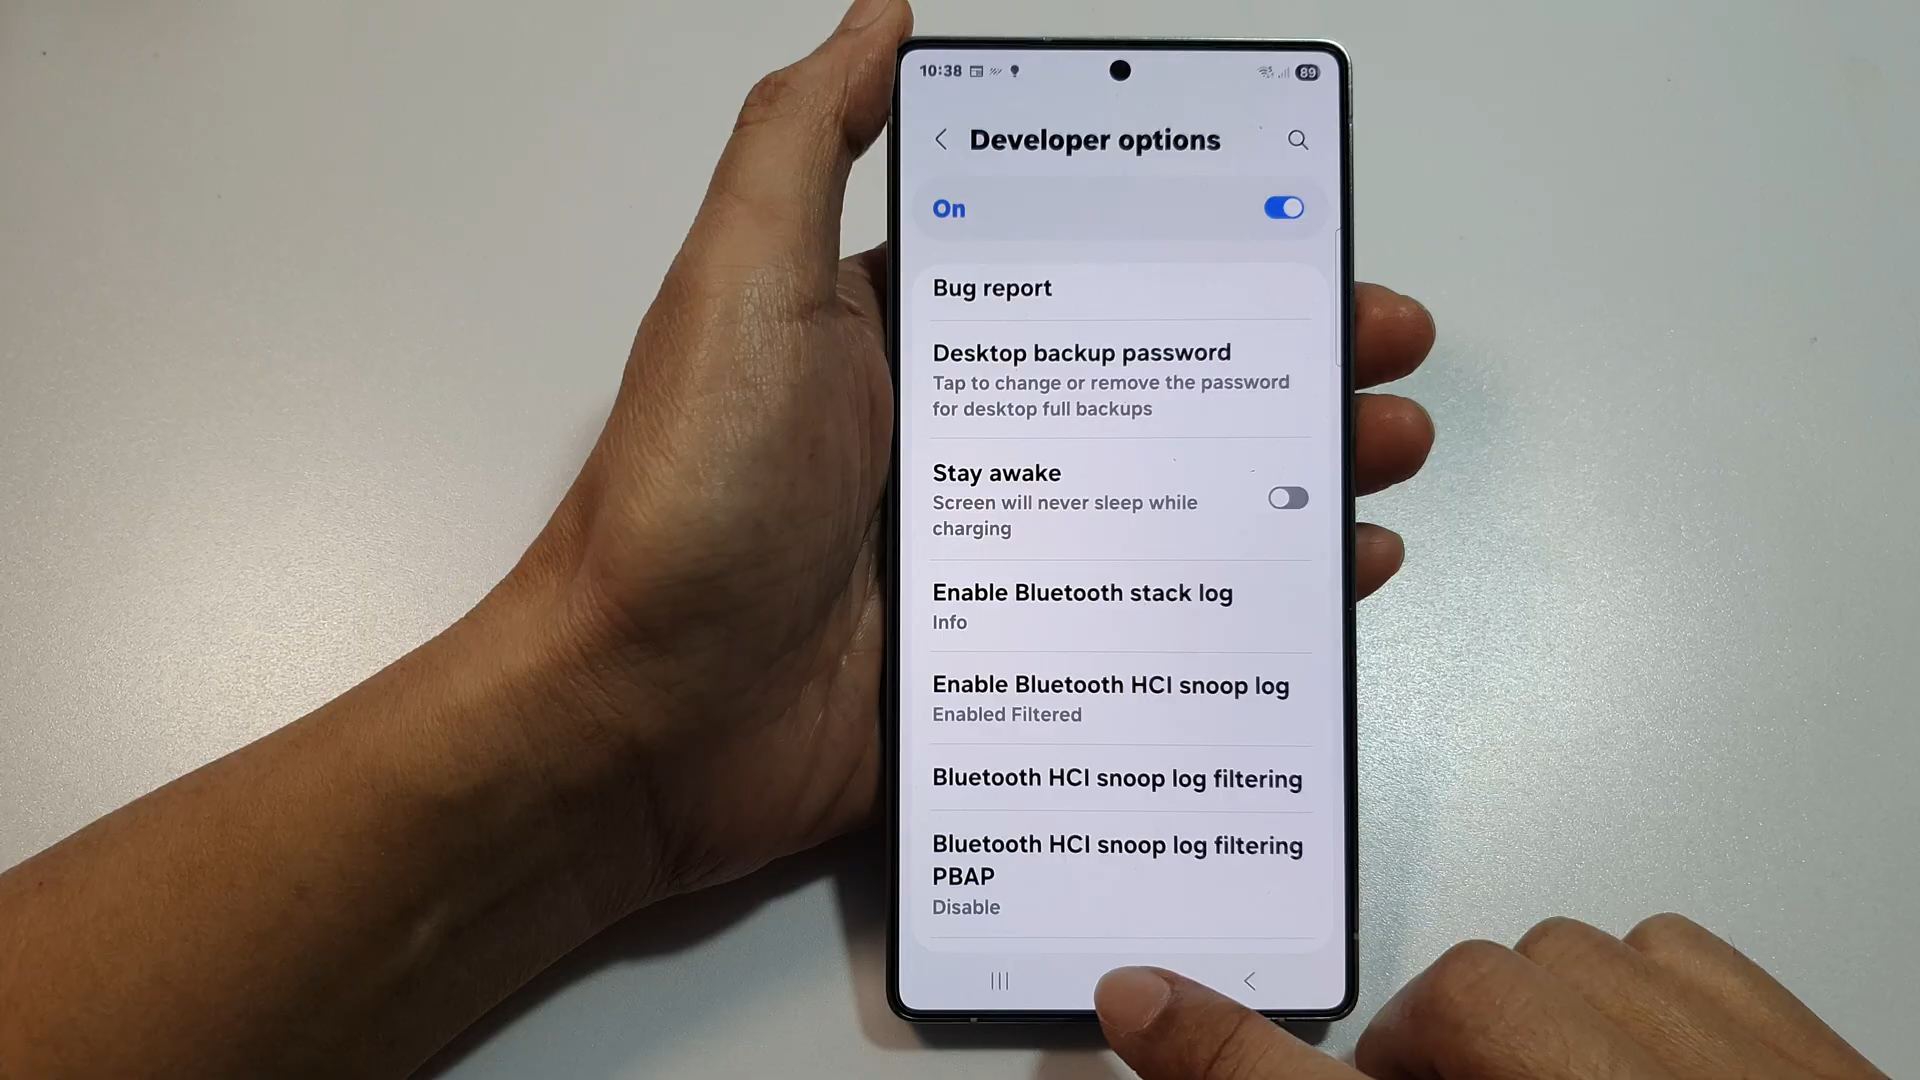 10:38
89
Developer options
On
Bug report
Desktop backup password
Tap to change or remove the password
for desktop full backups
Stay awake
Screen will never sleep while
charging
Enable Bluetooth stack log
Info
Enable Bluetooth HCI snoop log
Enabled Filtered
Bluetooth HCI snoop log filtering
Bluetooth HCI snoop log filtering
PBAP
Disable